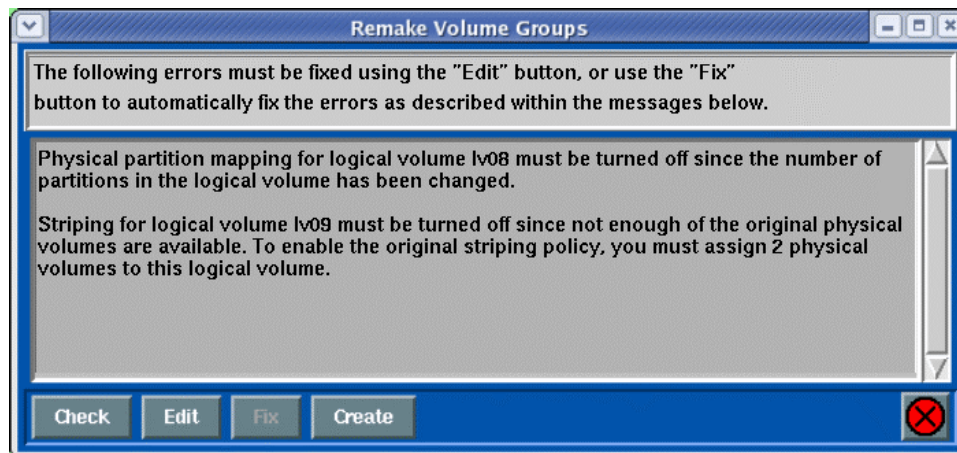 Remake Volume Groups
The following errors must be fixed using the "Edit" button, or use the "Fix"
button to automatically fix the errors as described within the messages below.
Physical partition mapping for logical volume lv08 must be turned off since the number of
partitions in the logical volume has been changed.
Striping for logical volume lv09 must be turned off since not enough of the original physical
volumes are available. To enable the original striping policy, you must assign 2 physical
volumes to this logical volume.
Check Edit Fix Create